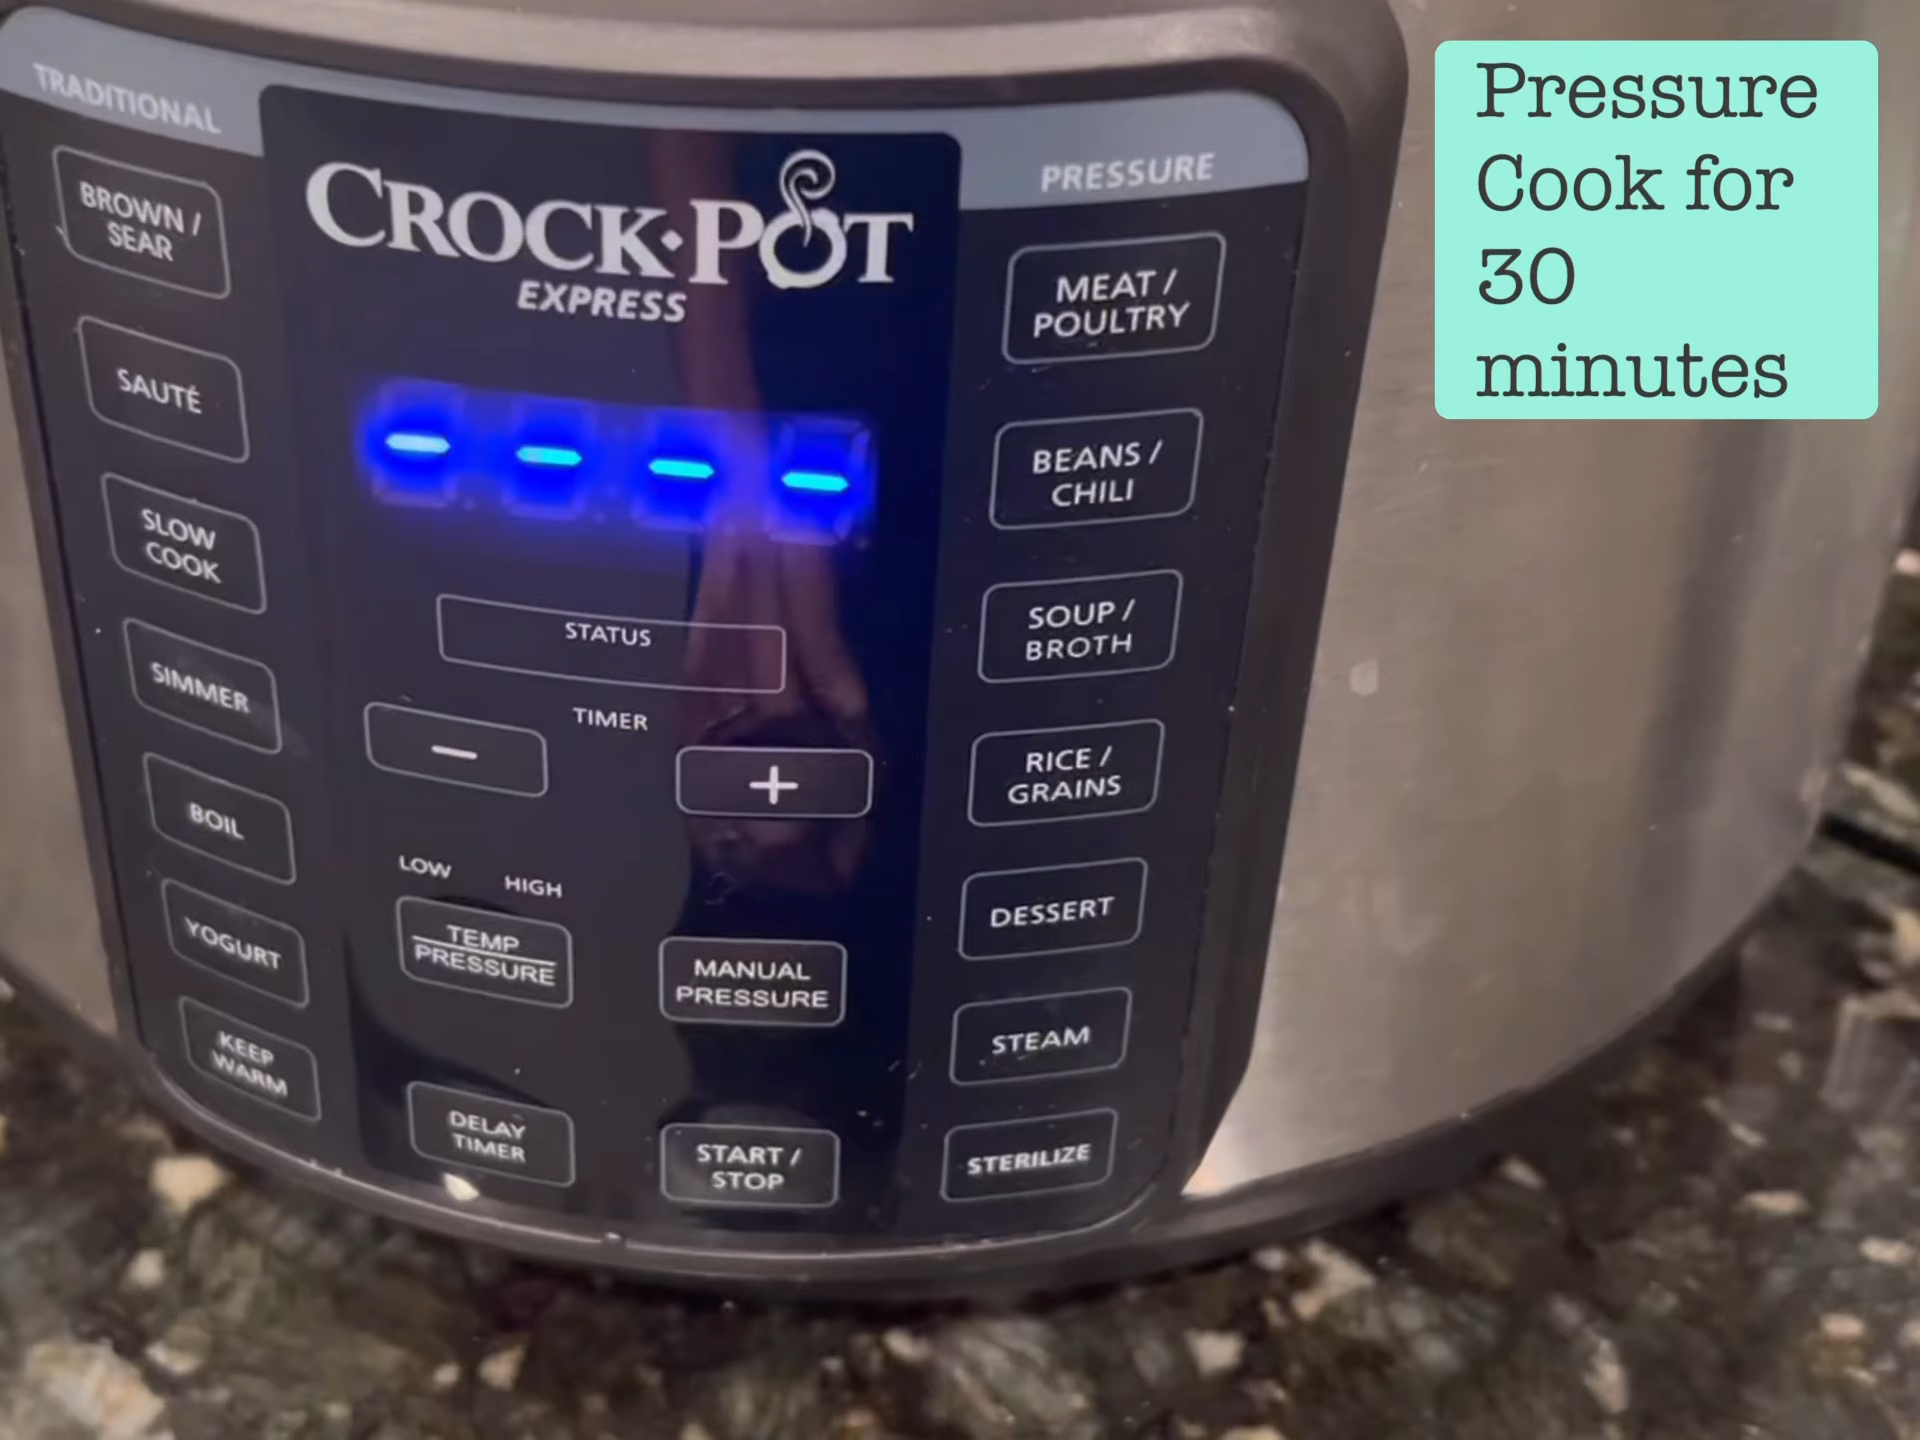 TRADITIONAL
BROWN /
SEAR
SAUTÉ
SLOW
COOK
SIMMER
BOIL
YOGURT
KEEP
WARM
CROCK·POT
EXPRESS
----
STATUS
TIMER
−
+
LOW HIGH
TEMP
PRESSURE
MANUAL
PRESSURE
DELAY
TIMER
START /
STOP
PRESSURE
MEAT /
POULTRY
BEANS /
CHILI
SOUP /
BROTH
RICE /
GRAINS
DESSERT
STEAM
STERILIZE
Pressure
Cook for
30
minutes